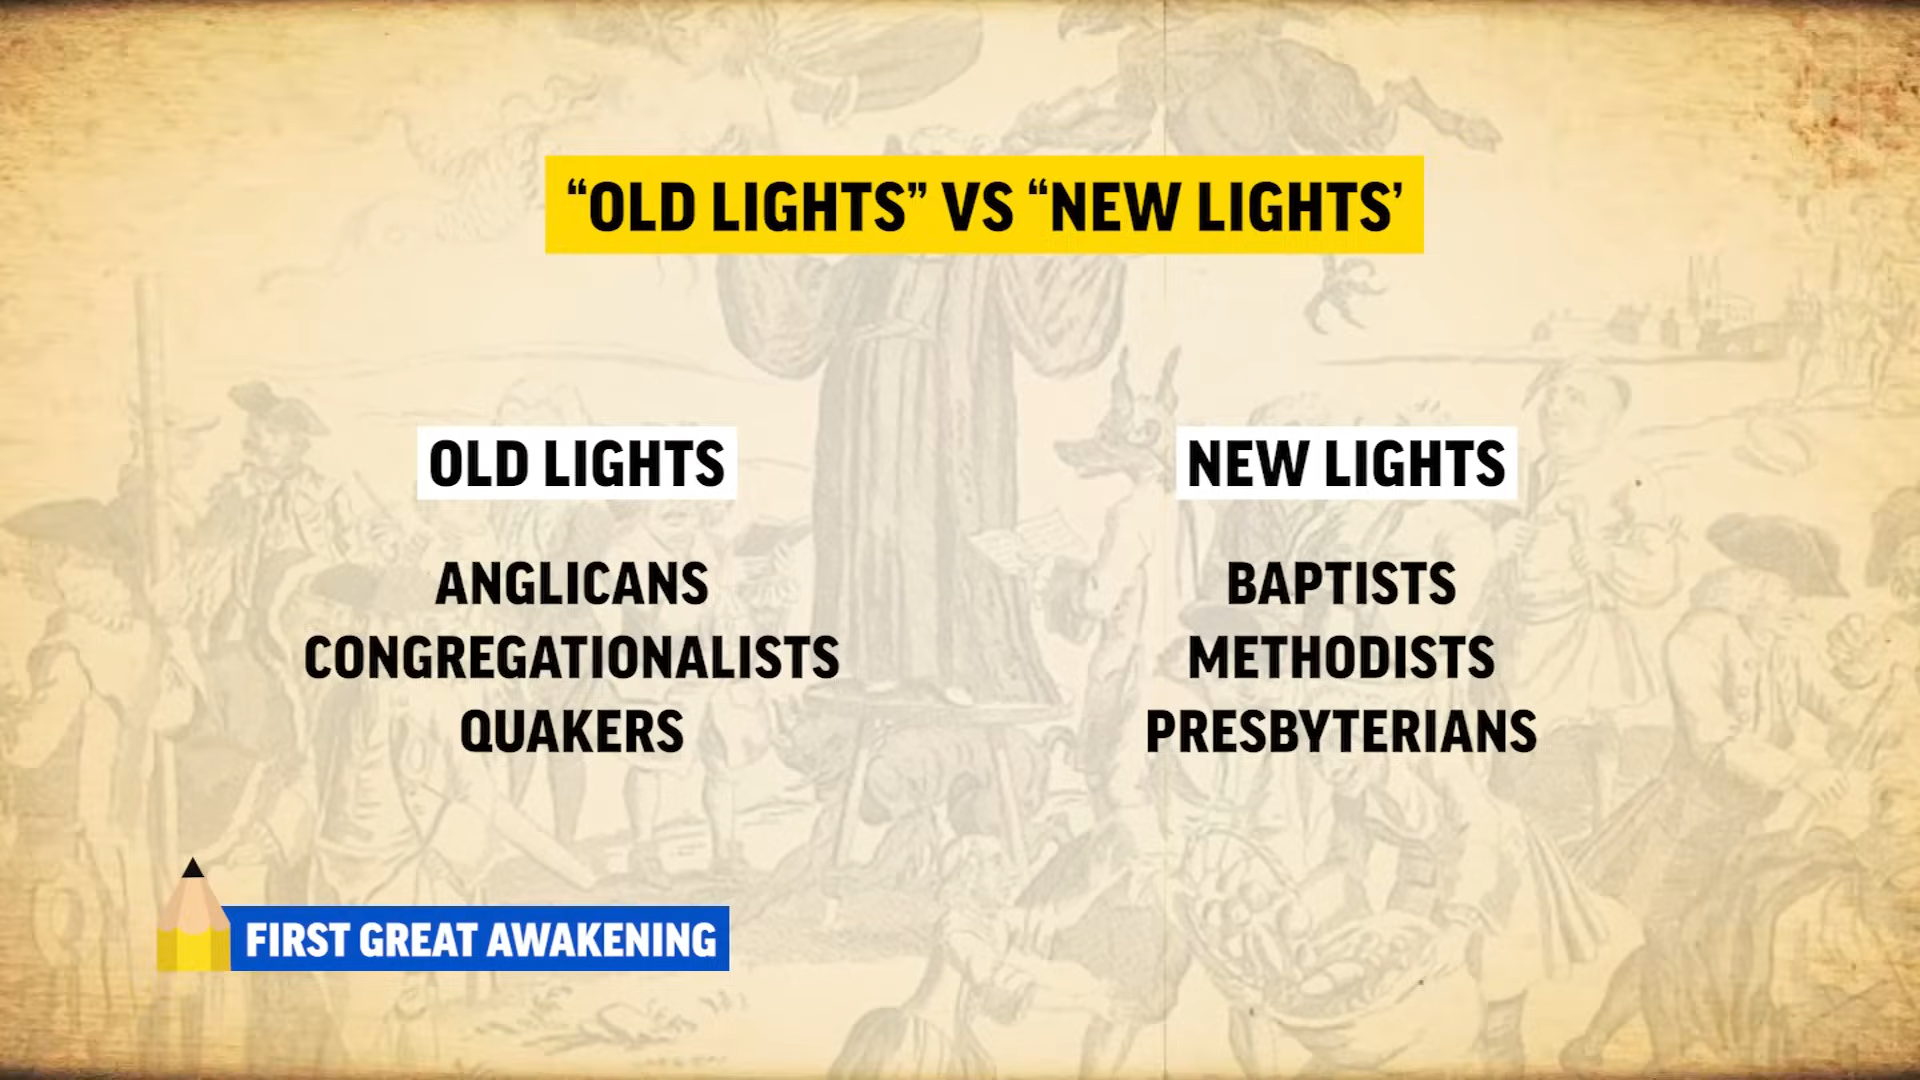 “OLD LIGHTS” VS “NEW LIGHTS’
OLD LIGHTS
ANGLICANS
CONGREGATIONALISTS
QUAKERS
NEW LIGHTS
BAPTISTS
METHODISTS
PRESBYTERIANS
FIRST GREAT AWAKENING